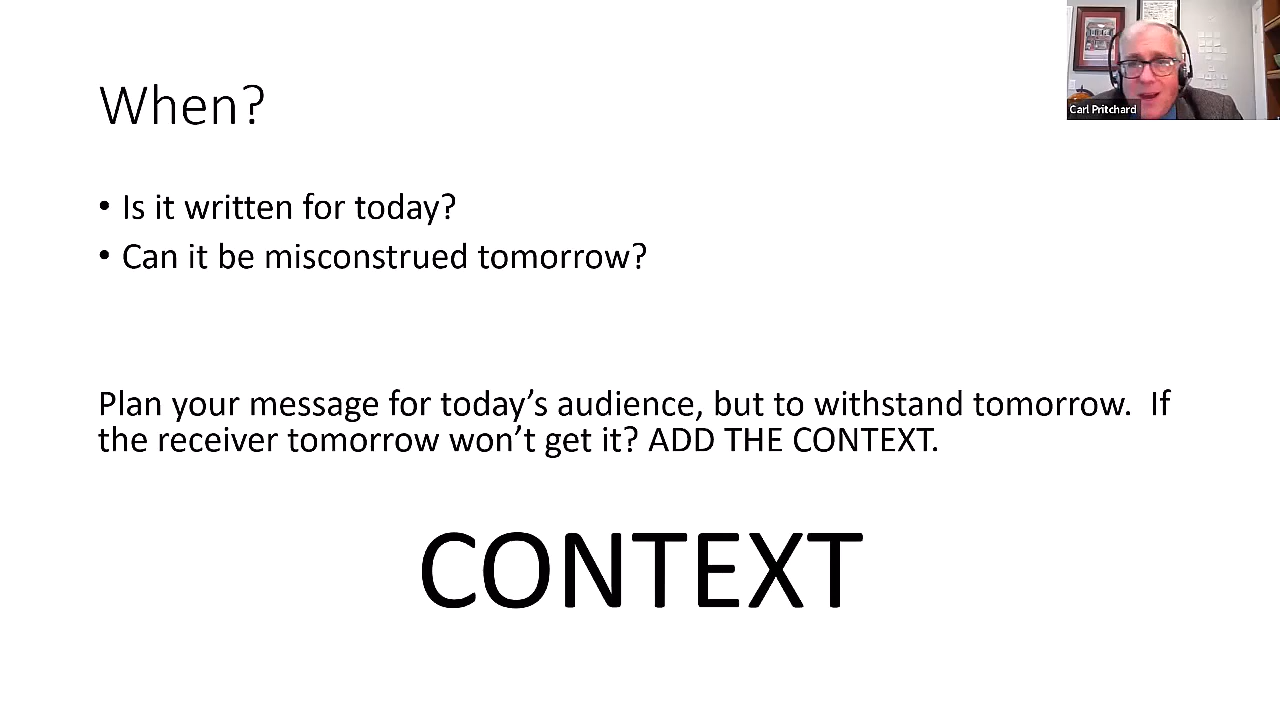 When?
• Is it written for today?
• Can it be misconstrued tomorrow?
Plan your message for today’s audience, but to withstand tomorrow.  If
the receiver tomorrow won’t get it? ADD THE CONTEXT.
CONTEXT
Carl Pritchard